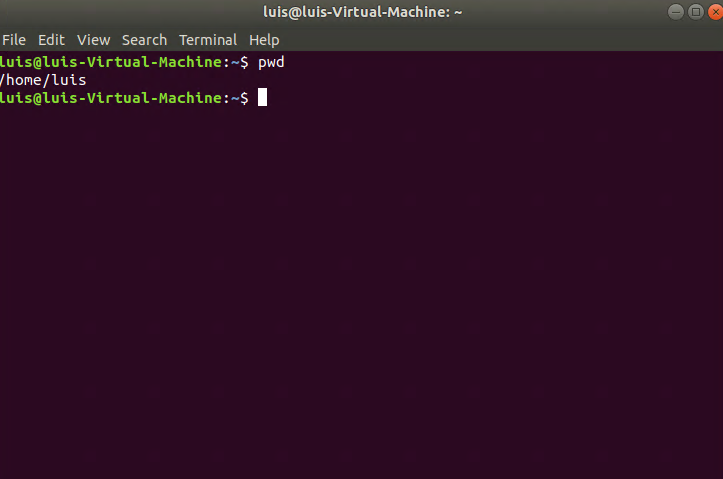 luis@luis-Virtual-Machine: ~
File Edit View Search Terminal Help
luis@luis-Virtual-Machine:~$ pwd
/home/luis
luis@luis-Virtual-Machine:~$